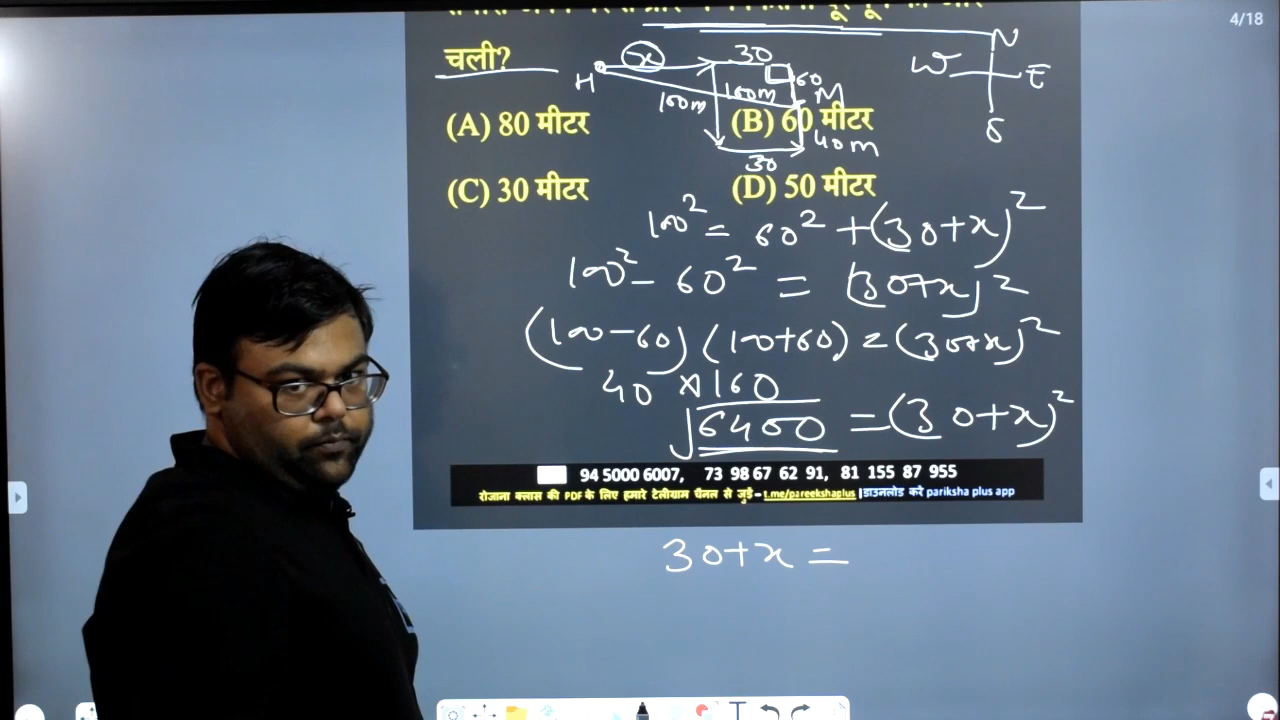 4/18
चली?
H x 30 60 M
W N E S
100m 100m
40m
30
(A) 80 मीटर (B) 60 मीटर
(C) 30 मीटर (D) 50 मीटर
100² = 60² + (30+x)²
100² - 60² = (30+x)²
(100-60) (100+60) = (30+x)²
40 × 160
√6400 = (30+x)²
94 5000 6007, 73 98 67 62 91, 81 155 87 955
रोजाना क्लास की PDF के लिए हमारे टेलीग्राम चैनल से जुड़ें – t.me/pareekshaplus | डाउनलोड करें pariksha plus app
30+x =
T